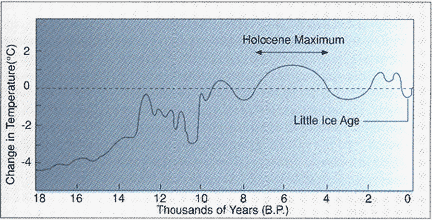 Holocene Maximum
Change in Temperature(°C)
2
0
-2
-4
Little Ice Age
18 16 14 12 10 8 6 4 2 0
Thousands of Years (B.P.)